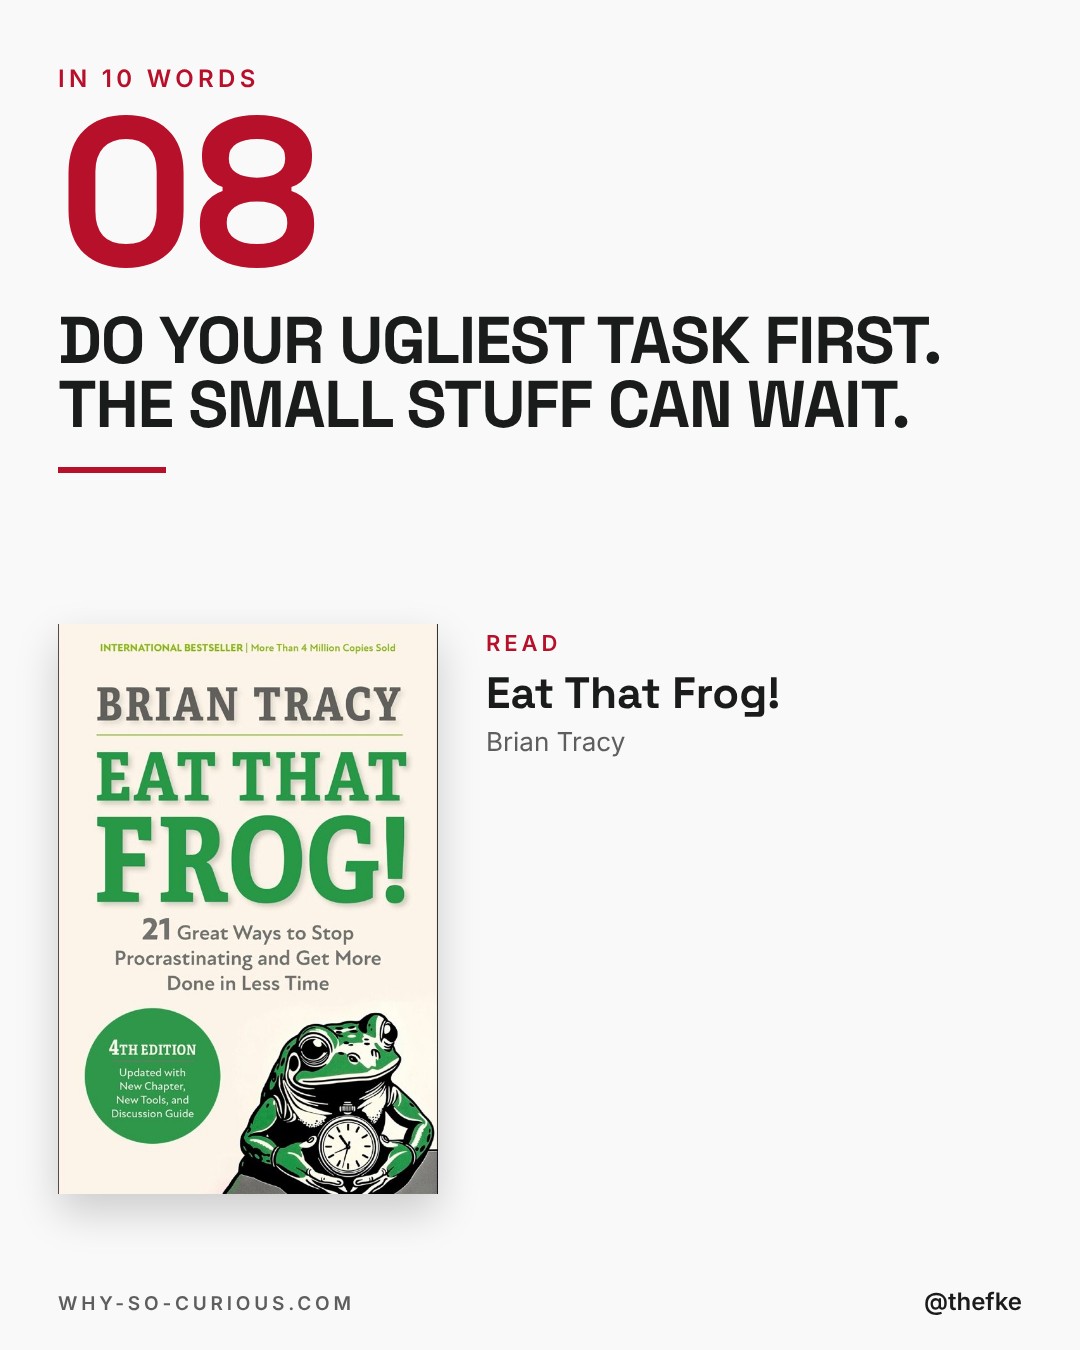 IN 10 WORDS
08
DO YOUR UGLIEST TASK FIRST.
THE SMALL STUFF CAN WAIT.
INTERNATIONAL BESTSELLER | More Than 4 Million Copies Sold
BRIAN TRACY
EAT THAT
FROG!
21 Great Ways to Stop
Procrastinating and Get More
Done in Less Time
4TH EDITION
Updated with
New Chapter,
New Tools, and
Discussion Guide
READ
Eat That Frog!
Brian Tracy
WHY-SO-CURIOUS.COM
@thefke